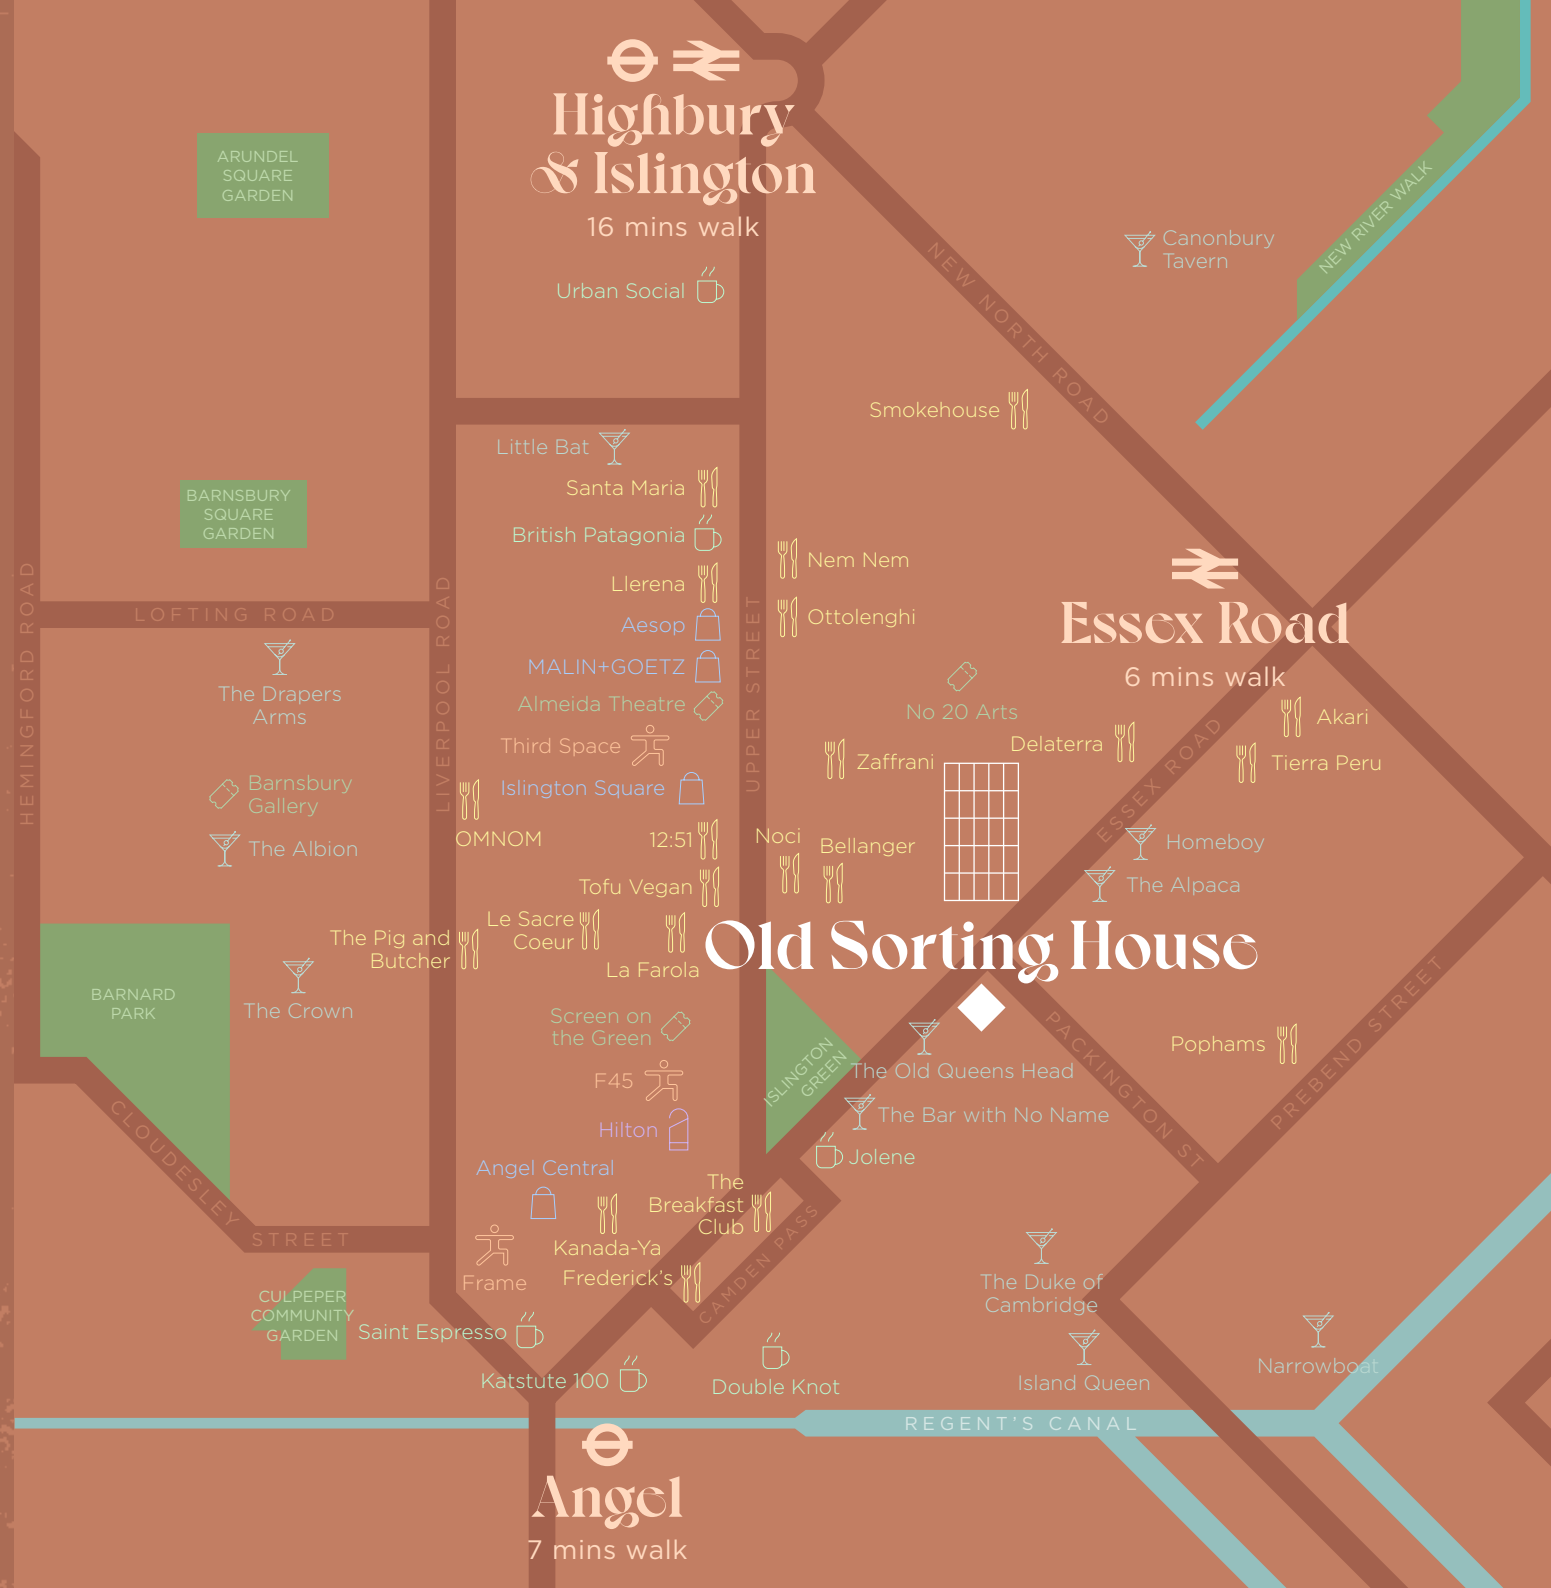 Highbury
& Islington
16 mins walk
ARUNDEL
SQUARE
GARDEN
NEW RIVER WALK
Canonbury
Tavern
Urban Social
NEW NORTH ROAD
Smokehouse
Little Bat
Santa Maria
BARNSBURY
SQUARE
GARDEN
British Patagonia
Nem Nem
Llerena
Ottolenghi
Aesop
LOFTING ROAD
HEMINGFORD ROAD
LIVERPOOL ROAD
UPPER STREET
Essex Road
6 mins walk
MALIN+GOETZ
The Drapers
Arms
Almeida Theatre
No 20 Arts
Akari
Third Space
Delaterra
Zaffrani
Tierra Peru
ESSEX ROAD
Barnsbury
Gallery
Islington Square
OMNOM
12:51
Noci
Bellanger
Homeboy
The Albion
Tofu Vegan
The Alpaca
Le Sacre
Coeur
The Pig and
Butcher
La Farola
Old Sorting House
BARNARD
PARK
The Crown
Screen on
the Green
ISLINGTON
GREEN
PACKINGTON ST
PREBEND STREET
Pophams
The Old Queens Head
F45
The Bar with No Name
Hilton
Jolene
CLOUDESLEY
STREET
Angel Central
The
Breakfast
Club
CAMDEN PASS
Kanada-Ya
Frame
Frederick's
The Duke of
Cambridge
CULPEPER
COMMUNITY
GARDEN
Saint Espresso
Katstute 100
Double Knot
Island Queen
Narrowboat
REGENT'S CANAL
Angel
7 mins walk